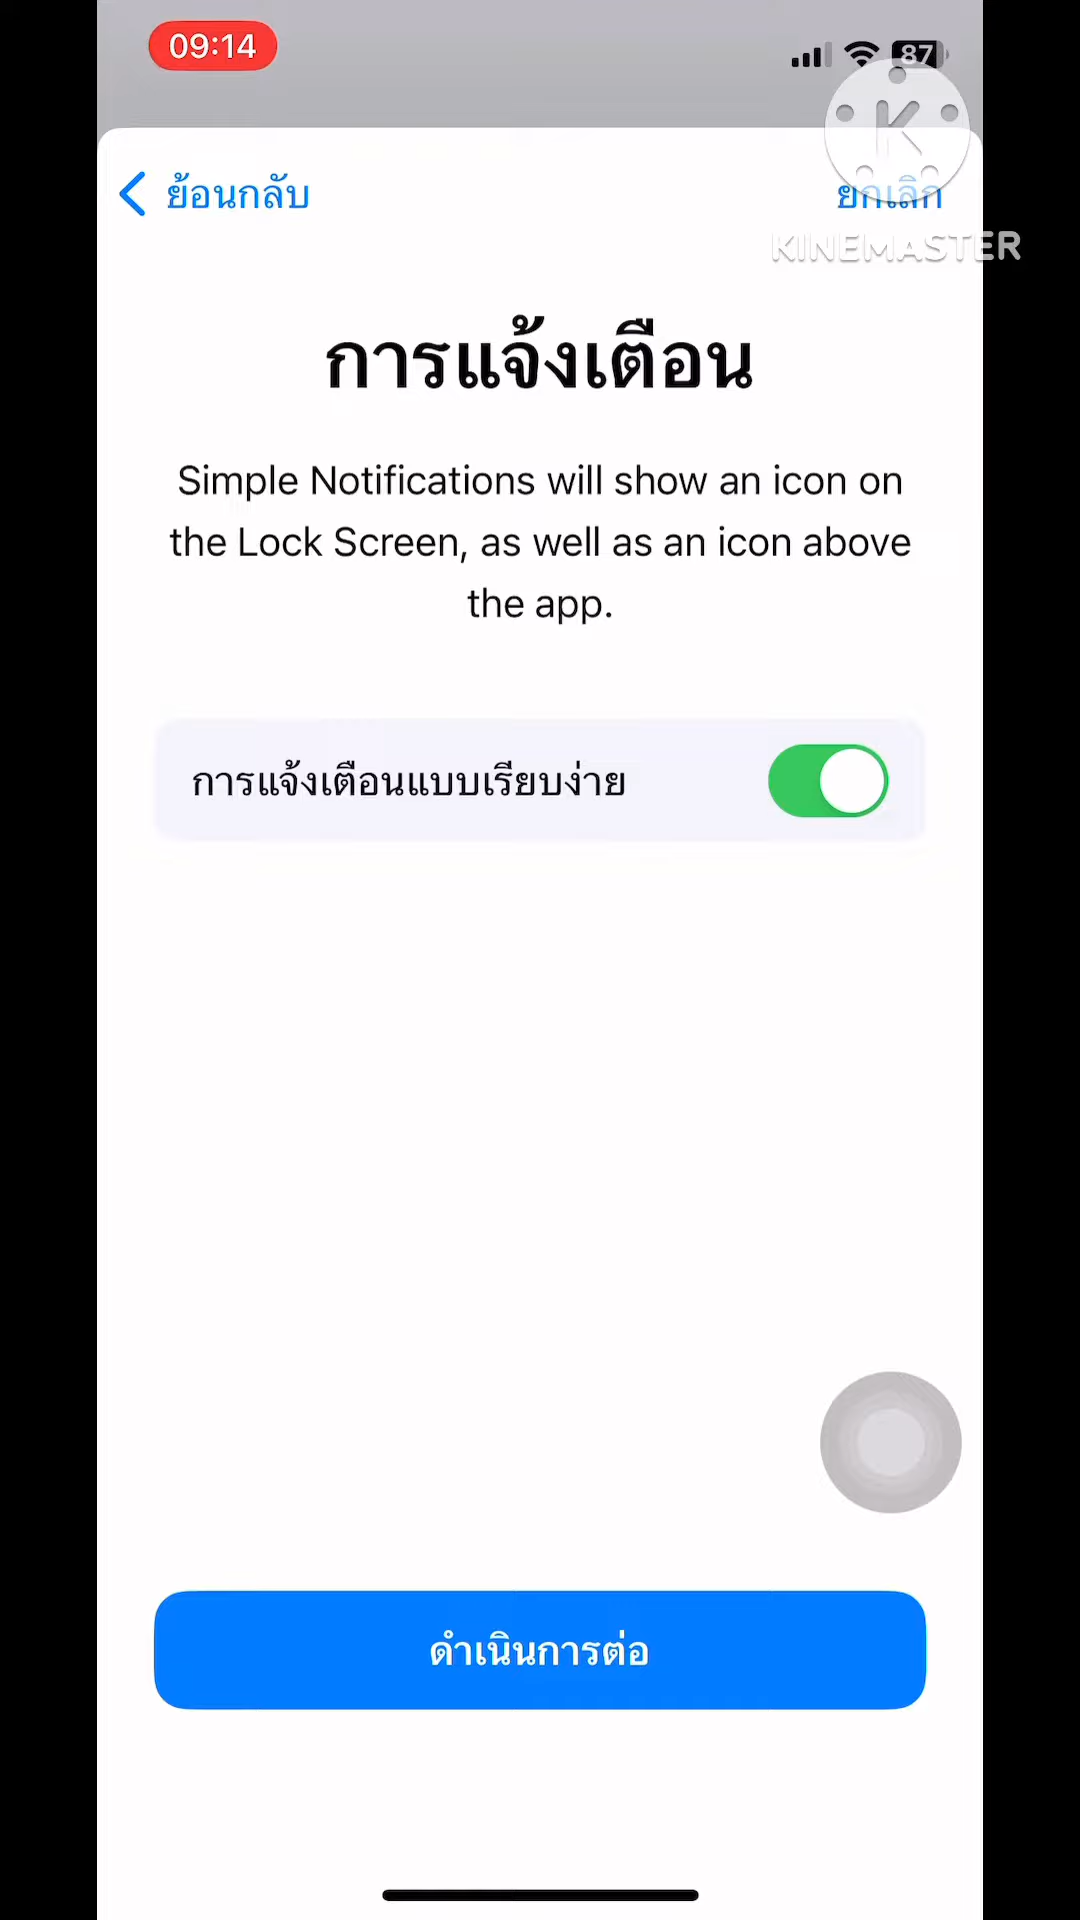 09:14
87
ย้อนกลับ
ยกเลิก
KINEMASTER
การแจ้งเตือน
Simple Notifications will show an icon on
the Lock Screen, as well as an icon above
the app.
การแจ้งเตือนแบบเรียบง่าย
ดำเนินการต่อ